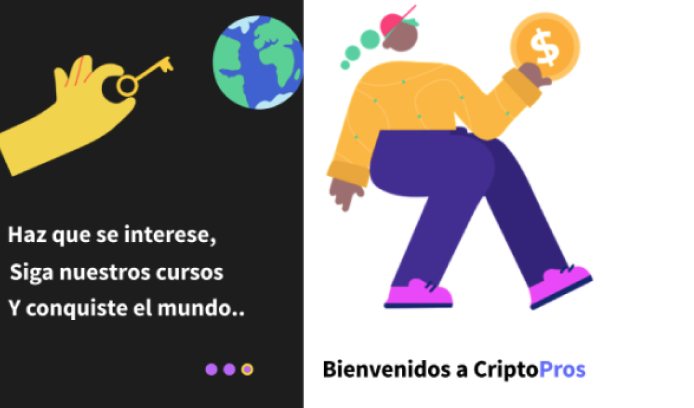 Haz que se interese,
Siga nuestros cursos
Y conquiste el mundo..
$
Bienvenidos a CriptoPros